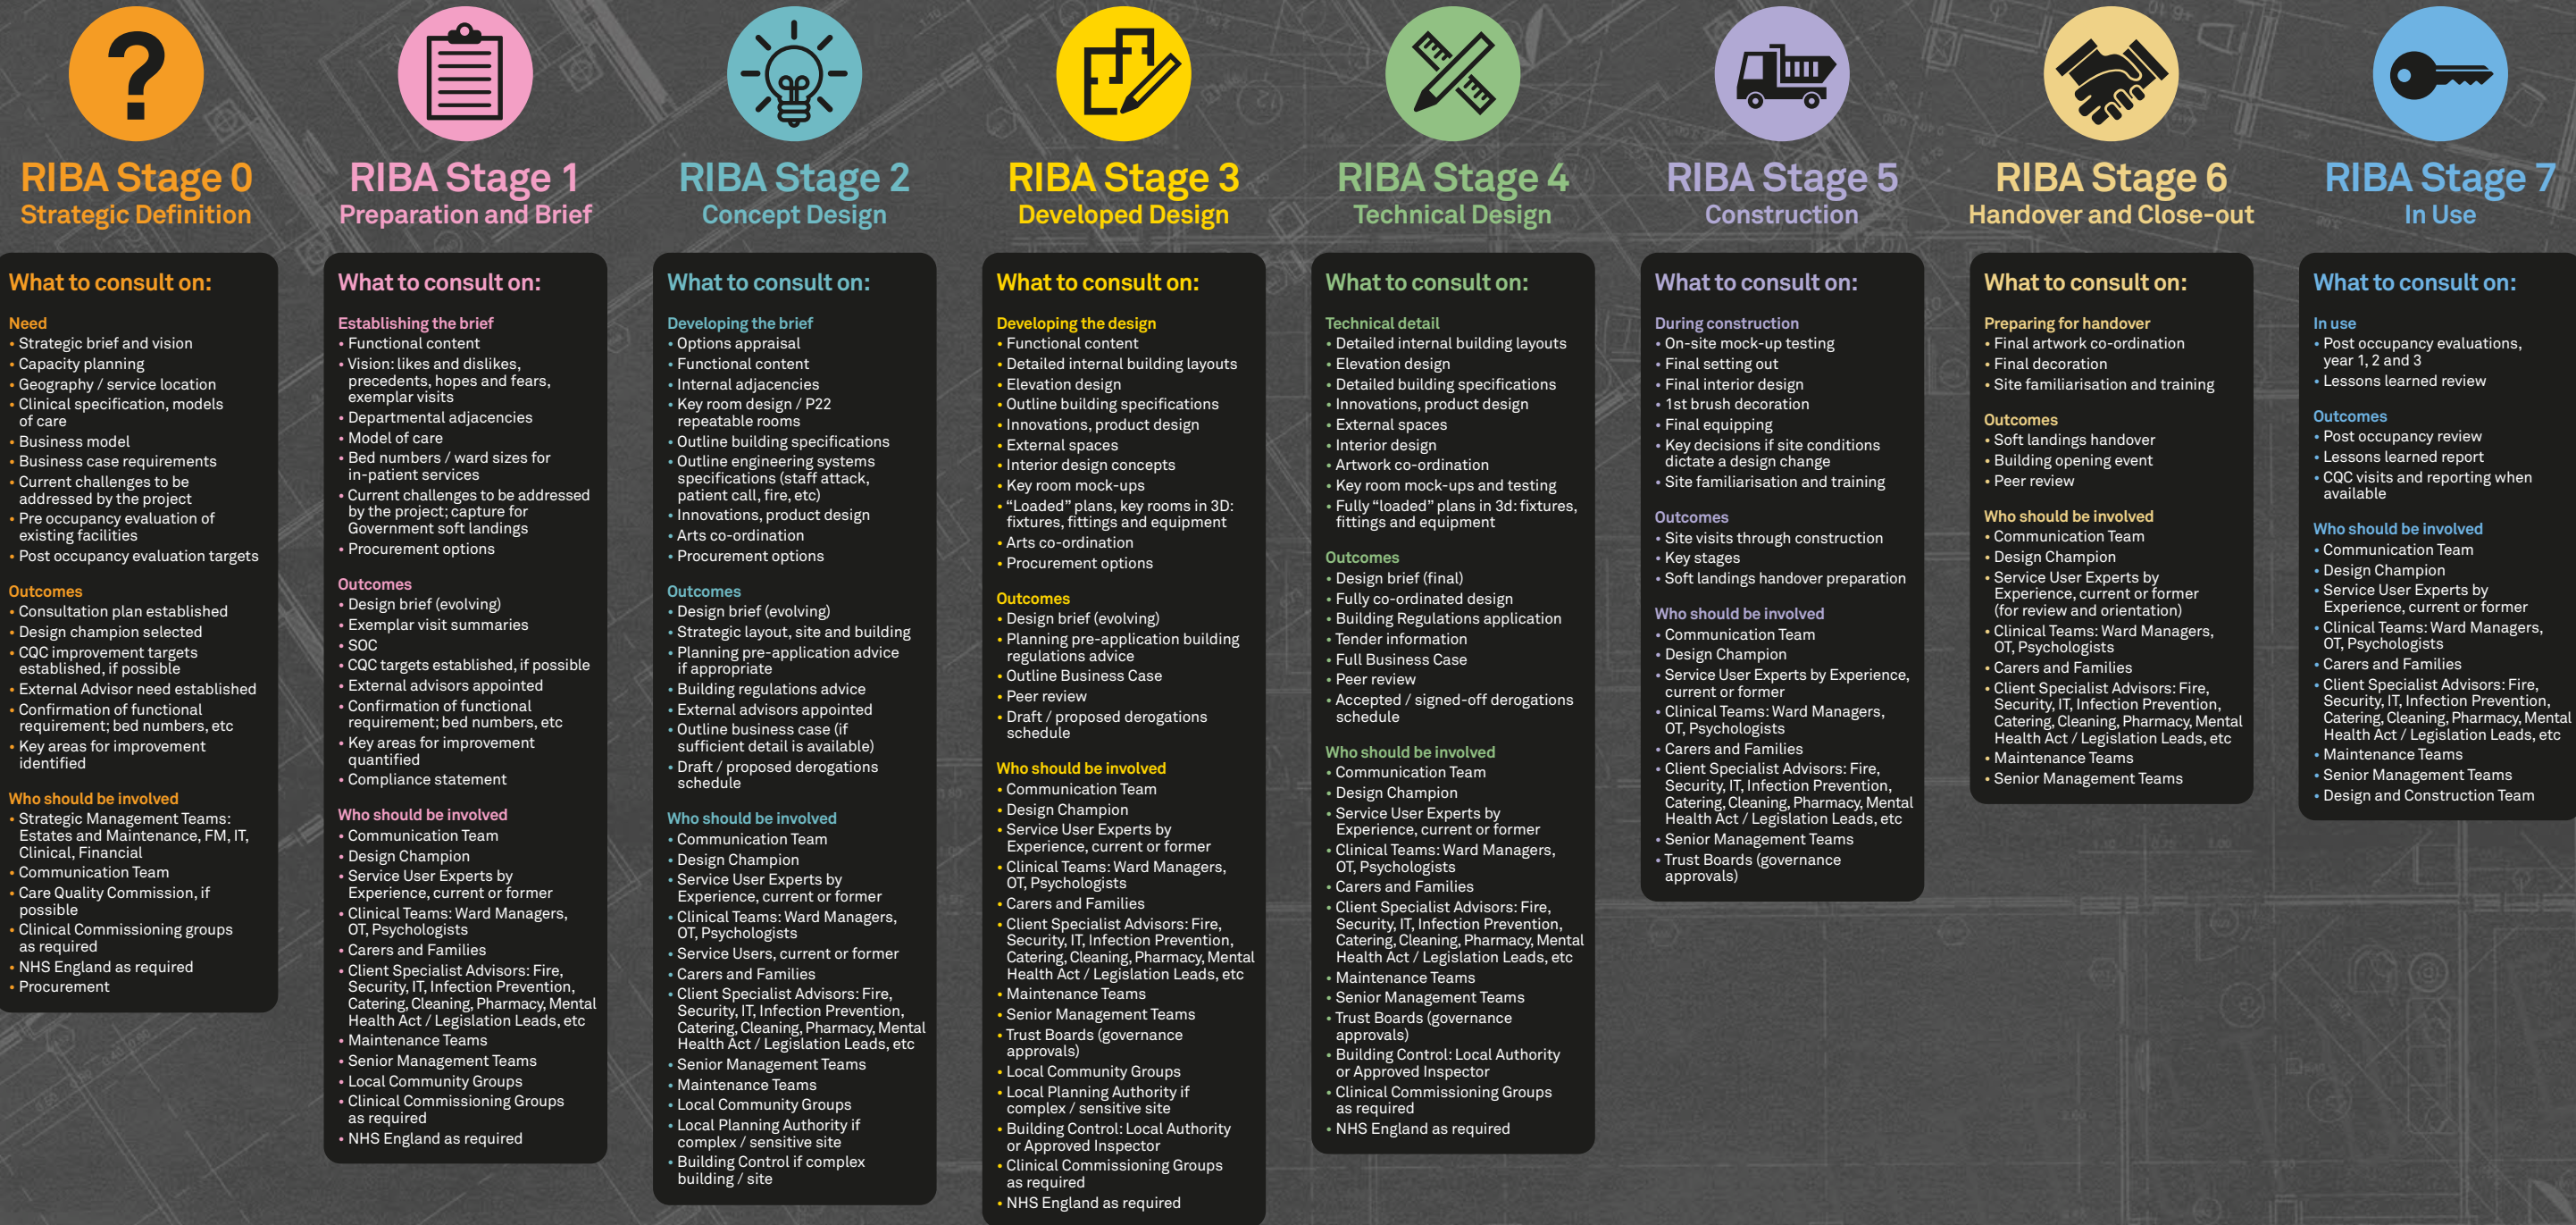 RIBA Stage 0
Strategic Definition
What to consult on:
Need
• Strategic brief and vision
• Capacity planning
• Geography / service location
• Clinical specification, models
of care
• Business model
• Business case requirements
• Current challenges to be
addressed by the project
• Pre occupancy evaluation of
existing facilities
• Post occupancy evaluation targets
Outcomes
• Consultation plan established
• Design champion selected
• CQC improvement targets
established, if possible
• External Advisor need established
• Confirmation of functional
requirement; bed numbers, etc
• Key areas for improvement
identified
Who should be involved
• Strategic Management Teams:
Estates and Maintenance, FM, IT,
Clinical, Financial
• Communication Team
• Care Quality Commission, if
possible
• Clinical Commissioning groups
as required
• NHS England as required
• Procurement
RIBA Stage 1
Preparation and Brief
What to consult on:
Establishing the brief
• Functional content
• Vision: likes and dislikes,
precedents, hopes and fears,
exemplar visits
• Departmental adjacencies
• Model of care
• Bed numbers / ward sizes for
in-patient services
• Current challenges to be addressed
by the project; capture for
Government soft landings
• Procurement options
Outcomes
• Design brief (evolving)
• Exemplar visit summaries
• SOC
• CQC targets established, if possible
• External advisors appointed
• Confirmation of functional
requirement; bed numbers, etc
• Key areas for improvement
quantified
• Compliance statement
Who should be involved
• Communication Team
• Design Champion
• Service User Experts by
Experience, current or former
• Clinical Teams: Ward Managers,
OT, Psychologists
• Carers and Families
• Client Specialist Advisors: Fire,
Security, IT, Infection Prevention,
Catering, Cleaning, Pharmacy, Mental
Health Act / Legislation Leads, etc
• Maintenance Teams
• Senior Management Teams
• Local Community Groups
• Clinical Commissioning Groups
as required
• NHS England as required
RIBA Stage 2
Concept Design
What to consult on:
Developing the brief
• Options appraisal
• Functional content
• Internal adjacencies
• Key room design / P22
repeatable rooms
• Outline building specifications
• Outline engineering systems
specifications (staff attack,
patient call, fire, etc)
• Innovations, product design
• Arts co-ordination
• Procurement options
Outcomes
• Design brief (evolving)
• Strategic layout, site and building
• Planning pre-application advice
if appropriate
• Building regulations advice
• External advisors appointed
• Outline business case (if
sufficient detail is available)
• Draft / proposed derogations
schedule
Who should be involved
• Communication Team
• Design Champion
• Service User Experts by
Experience, current or former
• Clinical Teams: Ward Managers,
OT, Psychologists
• Service Users, current or former
• Carers and Families
• Client Specialist Advisors: Fire,
Security, IT, Infection Prevention,
Catering, Cleaning, Pharmacy, Mental
Health Act / Legislation Leads, etc
• Senior Management Teams
• Maintenance Teams
• Local Community Groups
• Local Planning Authority if
complex / sensitive site
• Building Control if complex
building / site
RIBA Stage 3
Developed Design
What to consult on:
Developing the design
• Functional content
• Detailed internal building layouts
• Elevation design
• Outline building specifications
• Innovations, product design
• External spaces
• Interior design concepts
• Key room mock-ups
• “Loaded” plans, key rooms in 3D:
fixtures, fittings and equipment
• Arts co-ordination
• Procurement options
Outcomes
• Design brief (evolving)
• Planning pre-application building
regulations advice
• Outline Business Case
• Peer review
• Draft / proposed derogations
schedule
Who should be involved
• Communication Team
• Design Champion
• Service User Experts by
Experience, current or former
• Clinical Teams: Ward Managers,
OT, Psychologists
• Carers and Families
• Client Specialist Advisors: Fire,
Security, IT, Infection Prevention,
Catering, Cleaning, Pharmacy, Mental
Health Act / Legislation Leads, etc
• Maintenance Teams
• Senior Management Teams
• Trust Boards (governance
approvals)
• Local Community Groups
• Local Planning Authority if
complex / sensitive site
• Building Control: Local Authority
or Approved Inspector
• Clinical Commissioning Groups
as required
• NHS England as required
RIBA Stage 4
Technical Design
What to consult on:
Technical detail
• Detailed internal building layouts
• Elevation design
• Detailed building specifications
• Innovations, product design
• External spaces
• Interior design
• Artwork co-ordination
• Key room mock-ups and testing
• Fully “loaded” plans in 3d: fixtures,
fittings and equipment
Outcomes
• Design brief (final)
• Fully co-ordinated design
• Building Regulations application
• Tender information
• Full Business Case
• Peer review
• Accepted / signed-off derogations
schedule
Who should be involved
• Communication Team
• Design Champion
• Service User Experts by
Experience, current or former
• Clinical Teams: Ward Managers,
OT, Psychologists
• Carers and Families
• Client Specialist Advisors: Fire,
Security, IT, Infection Prevention,
Catering, Cleaning, Pharmacy, Mental
Health Act / Legislation Leads, etc
• Maintenance Teams
• Senior Management Teams
• Trust Boards (governance
approvals)
• Building Control: Local Authority
or Approved Inspector
• Clinical Commissioning Groups
as required
• NHS England as required
RIBA Stage 5
Construction
What to consult on:
During construction
• On-site mock-up testing
• Final setting out
• Final interior design
• 1st brush decoration
• Final equipping
• Key decisions if site conditions
dictate a design change
• Site familiarisation and training
Outcomes
• Site visits through construction
• Key stages
• Soft landings handover preparation
Who should be involved
• Communication Team
• Design Champion
• Service User Experts by Experience,
current or former
• Clinical Teams: Ward Managers,
OT, Psychologists
• Carers and Families
• Client Specialist Advisors: Fire,
Security, IT, Infection Prevention,
Catering, Cleaning, Pharmacy, Mental
Health Act / Legislation Leads, etc
• Senior Management Teams
• Trust Boards (governance
approvals)
RIBA Stage 6
Handover and Close-out
What to consult on:
Preparing for handover
• Final artwork co-ordination
• Final decoration
• Site familiarisation and training
Outcomes
• Soft landings handover
• Building opening event
• Peer review
Who should be involved
• Communication Team
• Design Champion
• Service User Experts by
Experience, current or former
(for review and orientation)
• Clinical Teams: Ward Managers,
OT, Psychologists
• Carers and Families
• Client Specialist Advisors: Fire,
Security, IT, Infection Prevention,
Catering, Cleaning, Pharmacy, Mental
Health Act / Legislation Leads, etc
• Maintenance Teams
• Senior Management Teams
RIBA Stage 7
In Use
What to consult on:
In use
• Post occupancy evaluations,
year 1, 2 and 3
• Lessons learned review
Outcomes
• Post occupancy review
• Lessons learned report
• CQC visits and reporting when
available
Who should be involved
• Communication Team
• Design Champion
• Service User Experts by
Experience, current or former
• Clinical Teams: Ward Managers,
OT, Psychologists
• Carers and Families
• Client Specialist Advisors: Fire,
Security, IT, Infection Prevention,
Catering, Cleaning, Pharmacy, Mental
Health Act / Legislation Leads, etc
• Maintenance Teams
• Senior Management Teams
• Design and Construction Team